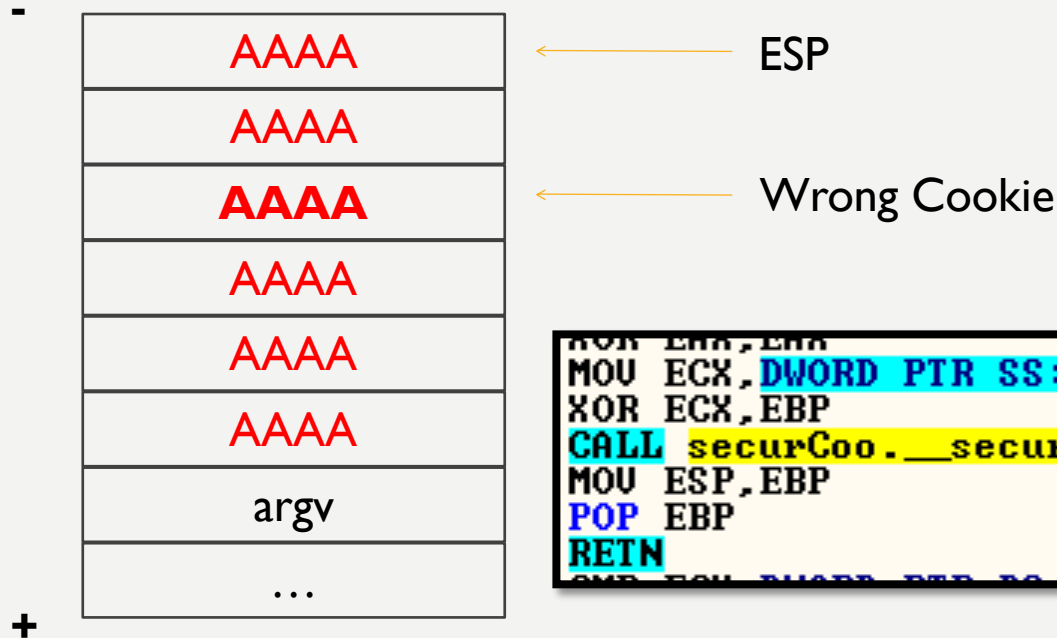 -
AAAA
ESP
AAAA
AAAA
Wrong Cookie
AAAA
AAAA
AAAA
argv
…
+
MOV ECX,DWORD PTR SS:
XOR ECX,EBP
CALL securCoo.__secur
MOV ESP,EBP
POP EBP
RETN